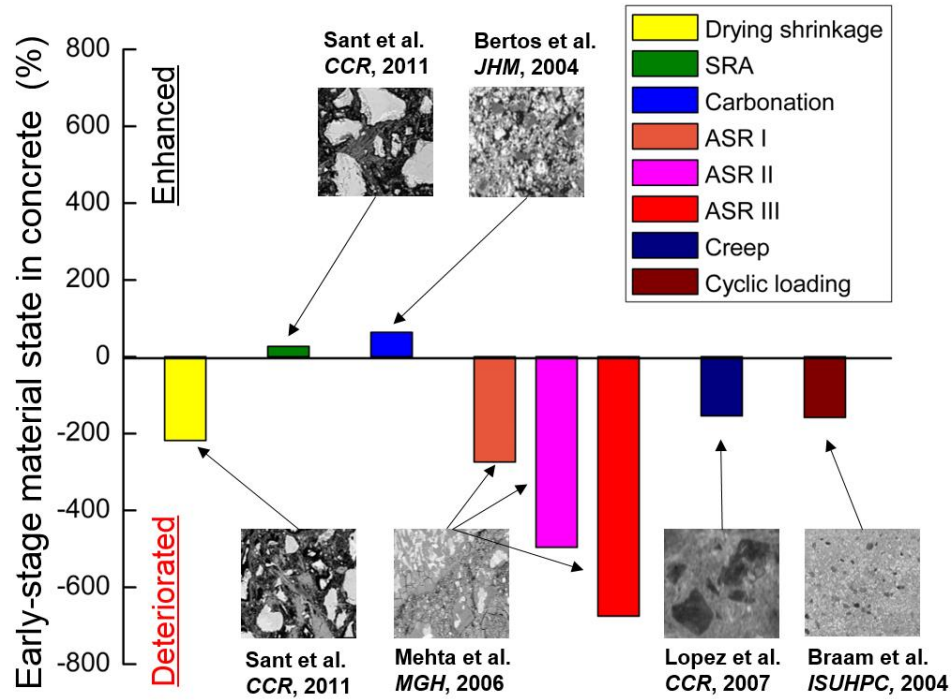 Early-stage material state in concrete (%)
Enhanced
Deteriorated
800
600
400
200
0
-200
-400
-600
-800
Sant et al.
CCR, 2011
Bertos et al.
JHM, 2004
Drying shrinkage
SRA
Carbonation
ASR I
ASR II
ASR III
Creep
Cyclic loading
Sant et al.
CCR, 2011
Mehta et al.
MGH, 2006
Lopez et al.
CCR, 2007
Braam et al.
ISUHPC, 2004